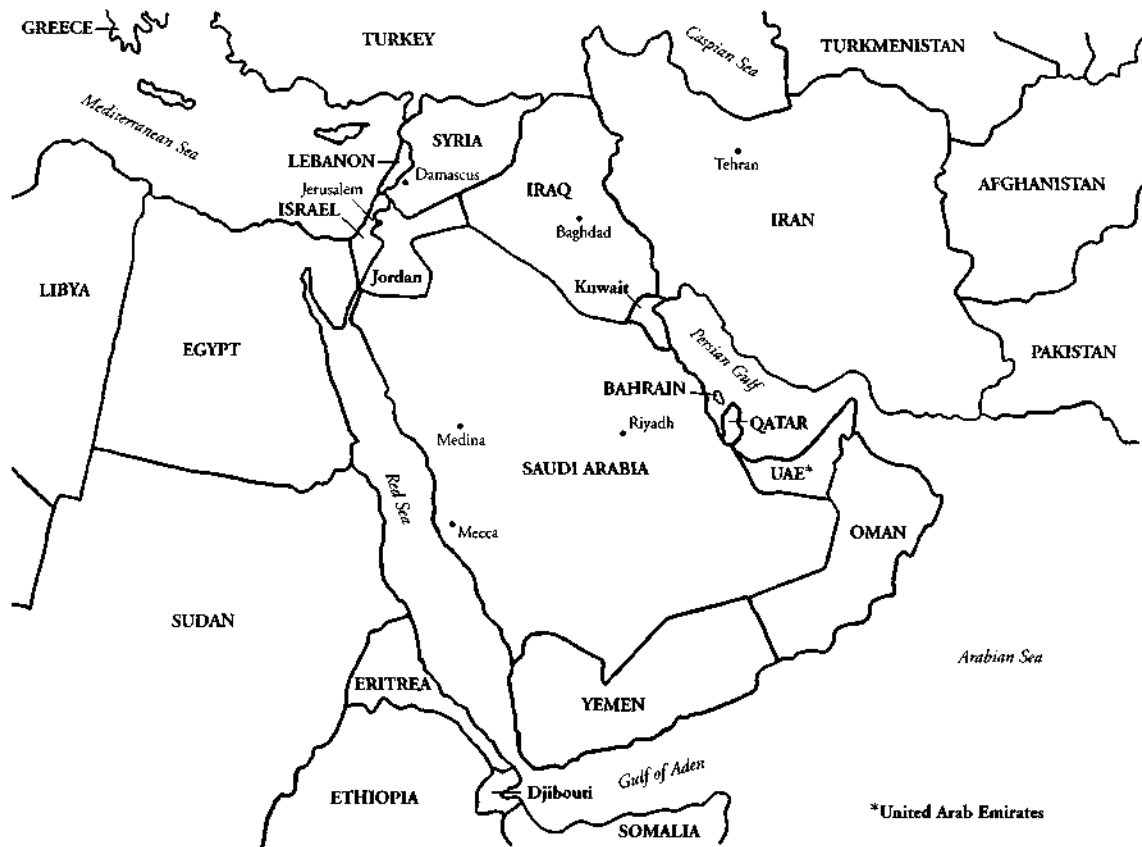 GREECE
TURKEY
Caspian Sea
TURKMENISTAN
Mediterranean Sea
LEBANON
SYRIA
Damascus
Jerusalem
ISRAEL
IRAQ
Baghdad
Tehran
IRAN
AFGHANISTAN
LIBYA
Jordan
Kuwait
EGYPT
Persian Gulf
PAKISTAN
BAHRAIN
QATAR
Medina
Riyadh
SAUDI ARABIA
UAE*
Red Sea
Mecca
OMAN
SUDAN
Arabian Sea
ERITREA
YEMEN
Gulf of Aden
ETHIOPIA
Djibouti
SOMALIA
*United Arab Emirates